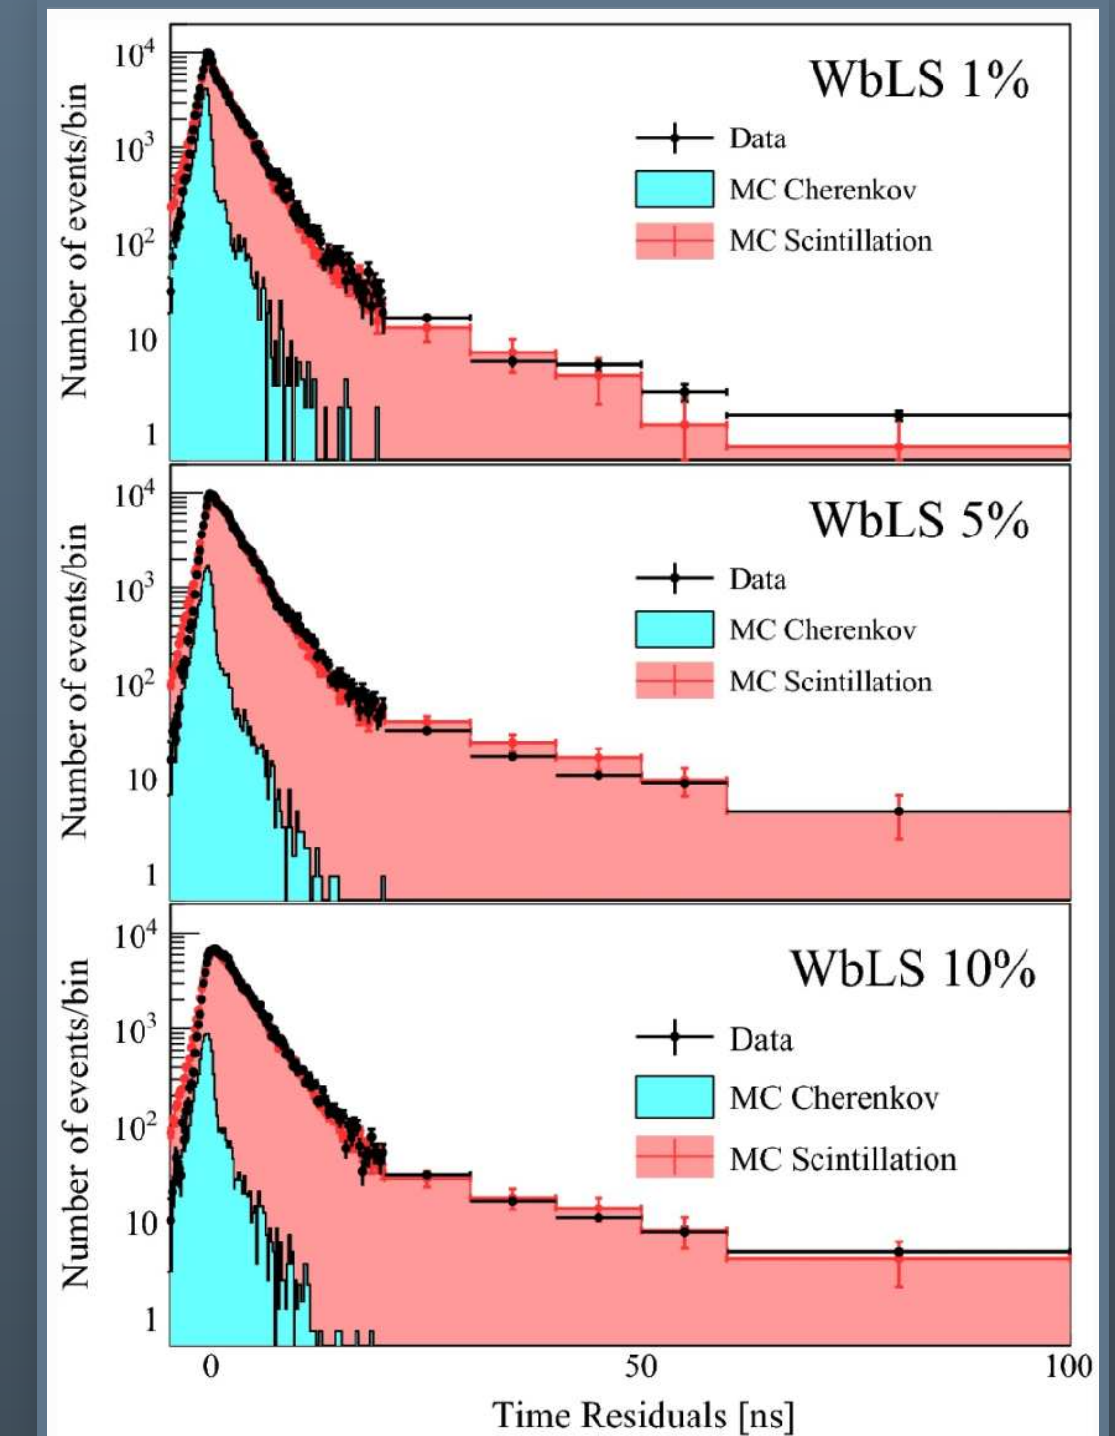 WbLS 1%
Number of events/bin
10⁴
10³
10²
10
1
Data
MC Cherenkov
MC Scintillation
WbLS 5%
Number of events/bin
10⁴
10³
10²
10
1
Data
MC Cherenkov
MC Scintillation
WbLS 10%
Number of events/bin
10⁴
10³
10²
10
1
Data
MC Cherenkov
MC Scintillation
0 50 100
Time Residuals [ns]